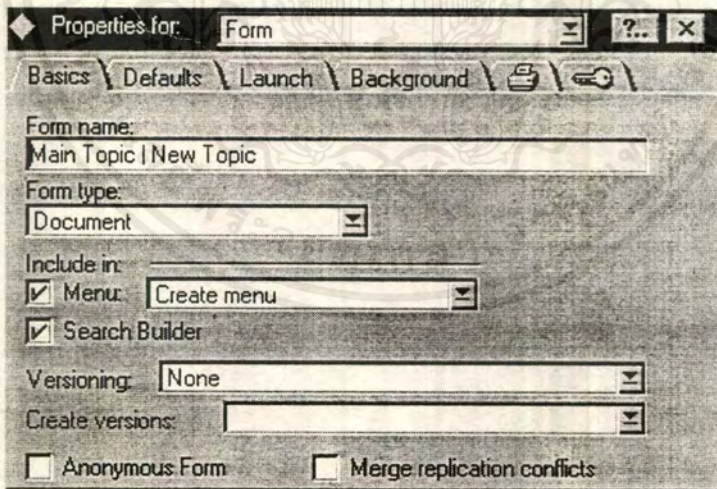 Properties for: Form ?..
Basics Defaults Launch Background
Form name:
Main Topic | New Topic
Form type:
Document
Include in:
Menu: Create menu
Search Builder
Versioning: None
Create versions:
Anonymous Form Merge replication conflicts